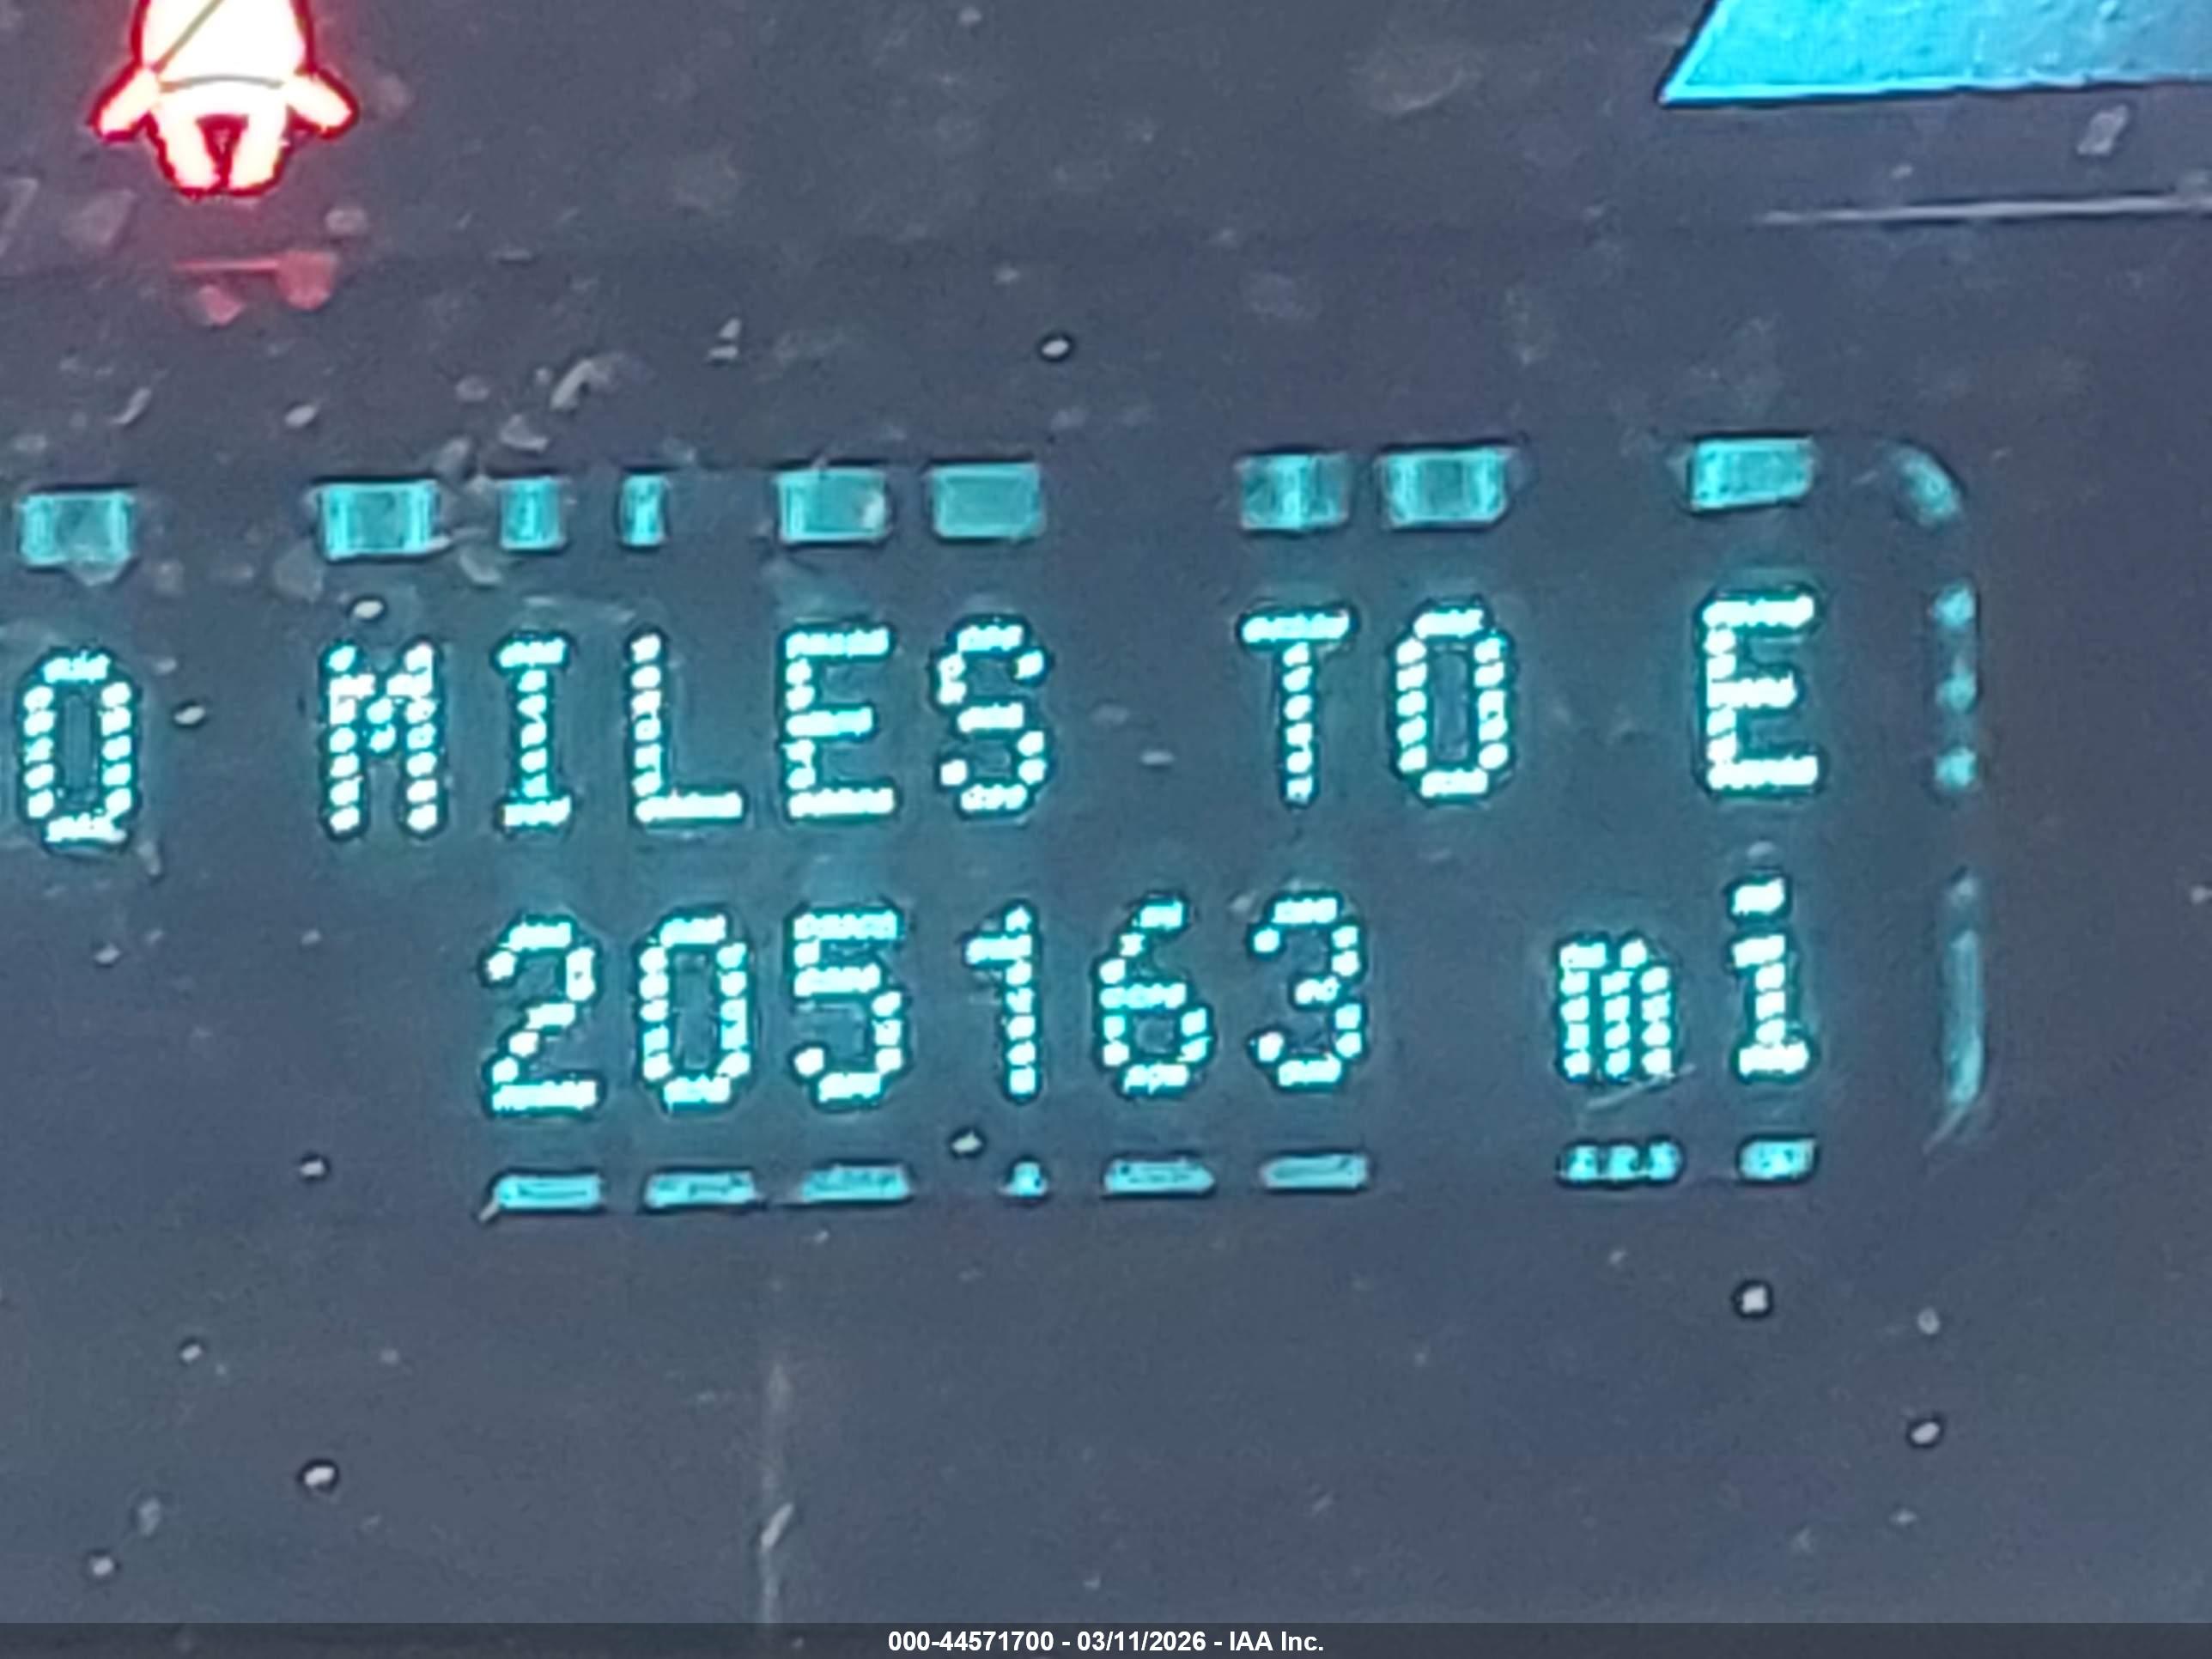 0 MILES TO E
205163 mi
000-44571700 - 03/11/2026 - IAA Inc.